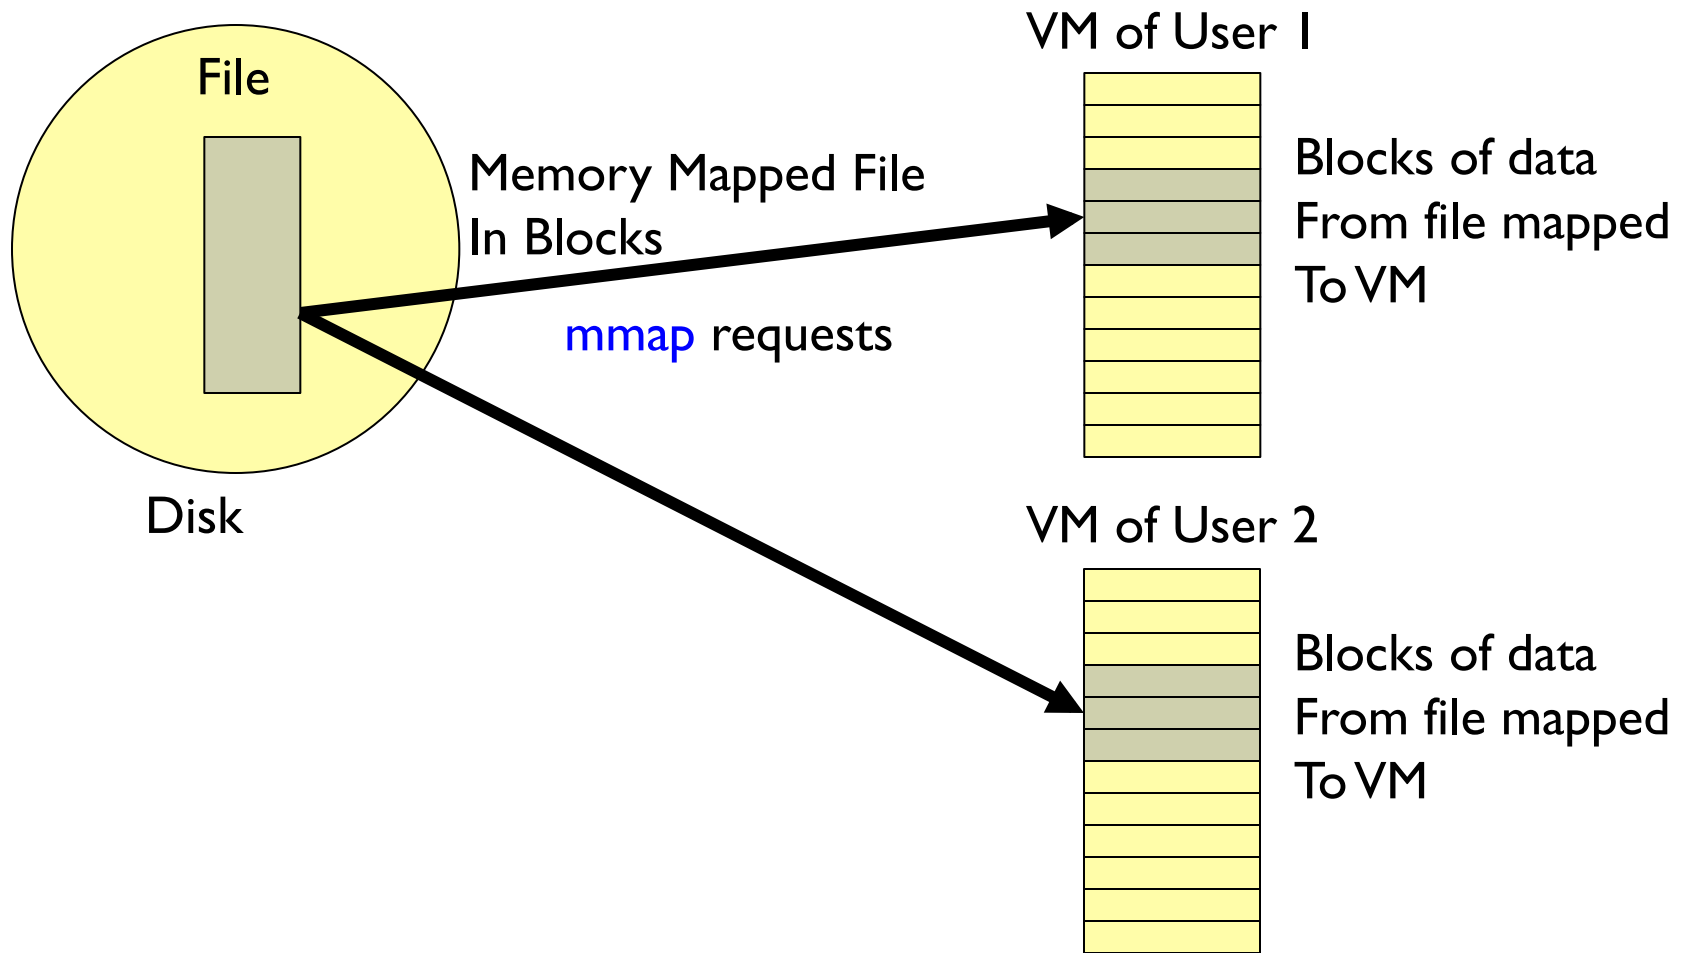 VM of User 1
File
Memory Mapped File
In Blocks
Blocks of data
From file mapped
To VM
mmap requests
Disk
VM of User 2
Blocks of data
From file mapped
To VM